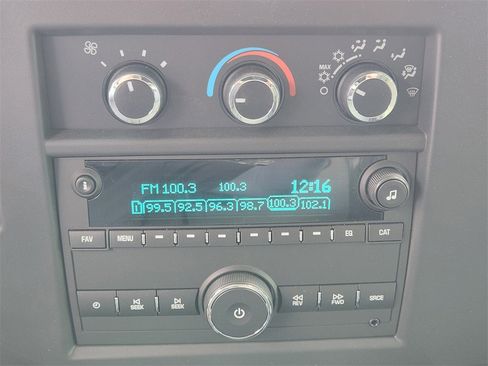 MAX
FM 100.3 100.3 12:16
1 99.5 92.5 96.3 98.7 100.3 102.1
FAV MENU EQ CAT
SEEK SEEK REV FWD SRCE